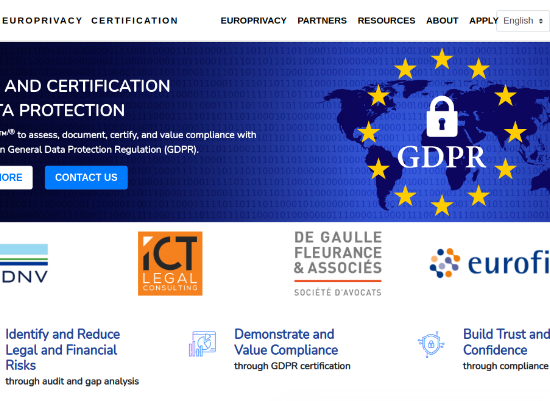 EUROPRIVACY CERTIFICATION
EUROPRIVACY PARTNERS RESOURCES ABOUT APPLY English
AND CERTIFICATION
TA PROTECTION
TM/® to assess, document, certify, and value compliance with
n General Data Protection Regulation (GDPR).
MORE CONTACT US
GDPR
DNV
iCT
LEGAL
CONSULTING
DE GAULLE
FLEURANCE
& ASSOCIÉS
SOCIÉTÉ D'AVOCATS
eurofi
Identify and Reduce
Legal and Financial
Risks
through audit and gap analysis
Demonstrate and
Value Compliance
through GDPR certification
Build Trust and
Confidence
through compliance